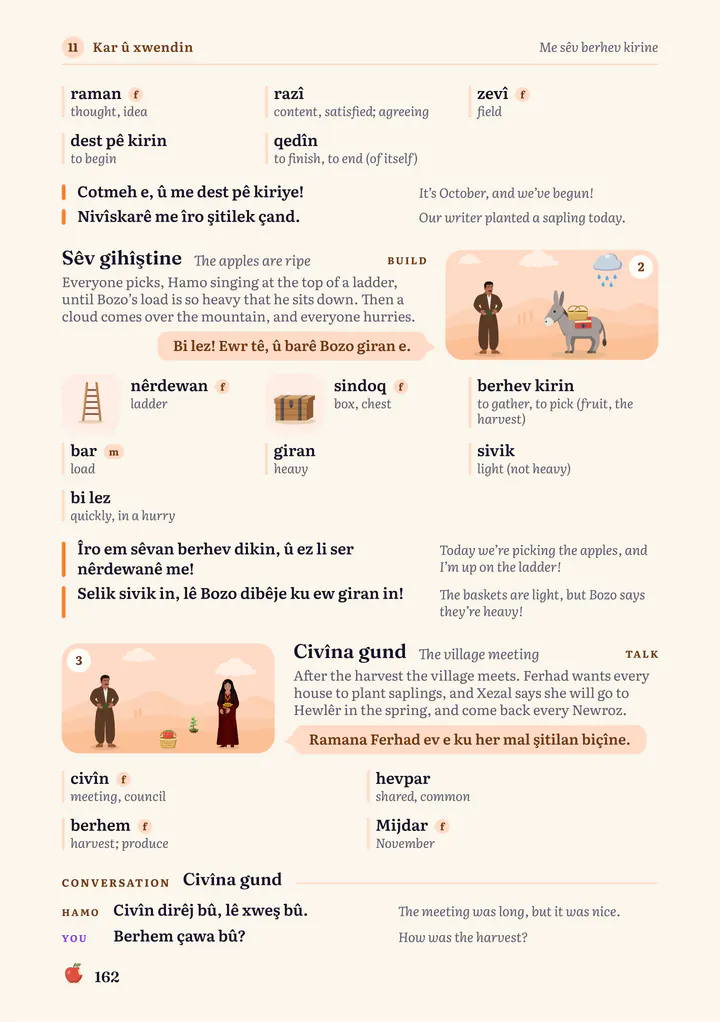 11 Kar û xwendin
Me sêv berhev kirine
raman f
thought, idea
razî
content, satisfied; agreeing
zevî f
field
dest pê kirin
to begin
qedîn
to finish, to end (of itself)
Cotmeh e, û me dest pê kiriye!
It's October, and we've begun!
Nivîskarê me îro şitilek çand.
Our writer planted a sapling today.
Sêv gihîştine The apples are ripe BUILD
Everyone picks, Hamo singing at the top of a ladder,
until Bozo's load is so heavy that he sits down. Then a
cloud comes over the mountain, and everyone hurries.
Bi lez! Ewr tê, û barê Bozo giran e.
2
nêrdewan f
ladder
sindoq f
box, chest
berhev kirin
to gather, to pick (fruit, the
harvest)
bar m
load
giran
heavy
sivik
light (not heavy)
bi lez
quickly, in a hurry
Îro em sêvan berhev dikin, û ez li ser
nêrdewanê me!
Today we're picking the apples, and
I'm up on the ladder!
Selik sivik in, lê Bozo dibêje ku ew giran in!
The baskets are light, but Bozo says
they're heavy!
3
Civîna gund The village meeting TALK
After the harvest the village meets. Ferhad wants every
house to plant saplings, and Xezal says she will go to
Hewlêr in the spring, and come back every Newroz.
Ramana Ferhad ev e ku her mal şitilan biçîne.
civîn f
meeting, council
hevpar
shared, common
berhem f
harvest; produce
Mijdar f
November
CONVERSATION Civîna gund
HAMO Civîn dirêj bû, lê xweş bû.
The meeting was long, but it was nice.
YOU Berhem çawa bû?
How was the harvest?
162